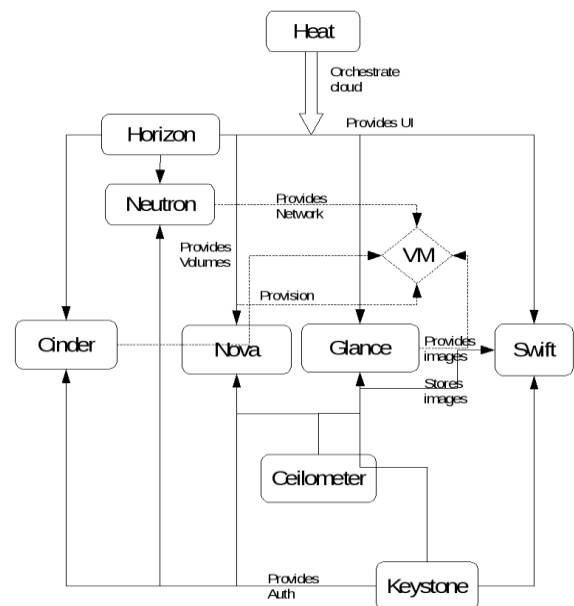 Heat
Orchestrate
cloud
Provides UI
Horizon
Neutron
Provides
Network
Provides
Volumes
VM
Provision
Cinder
Nova
Glance
Provides
images
Swift
Stores
images
Ceilometer
Provides
Auth
Keystone